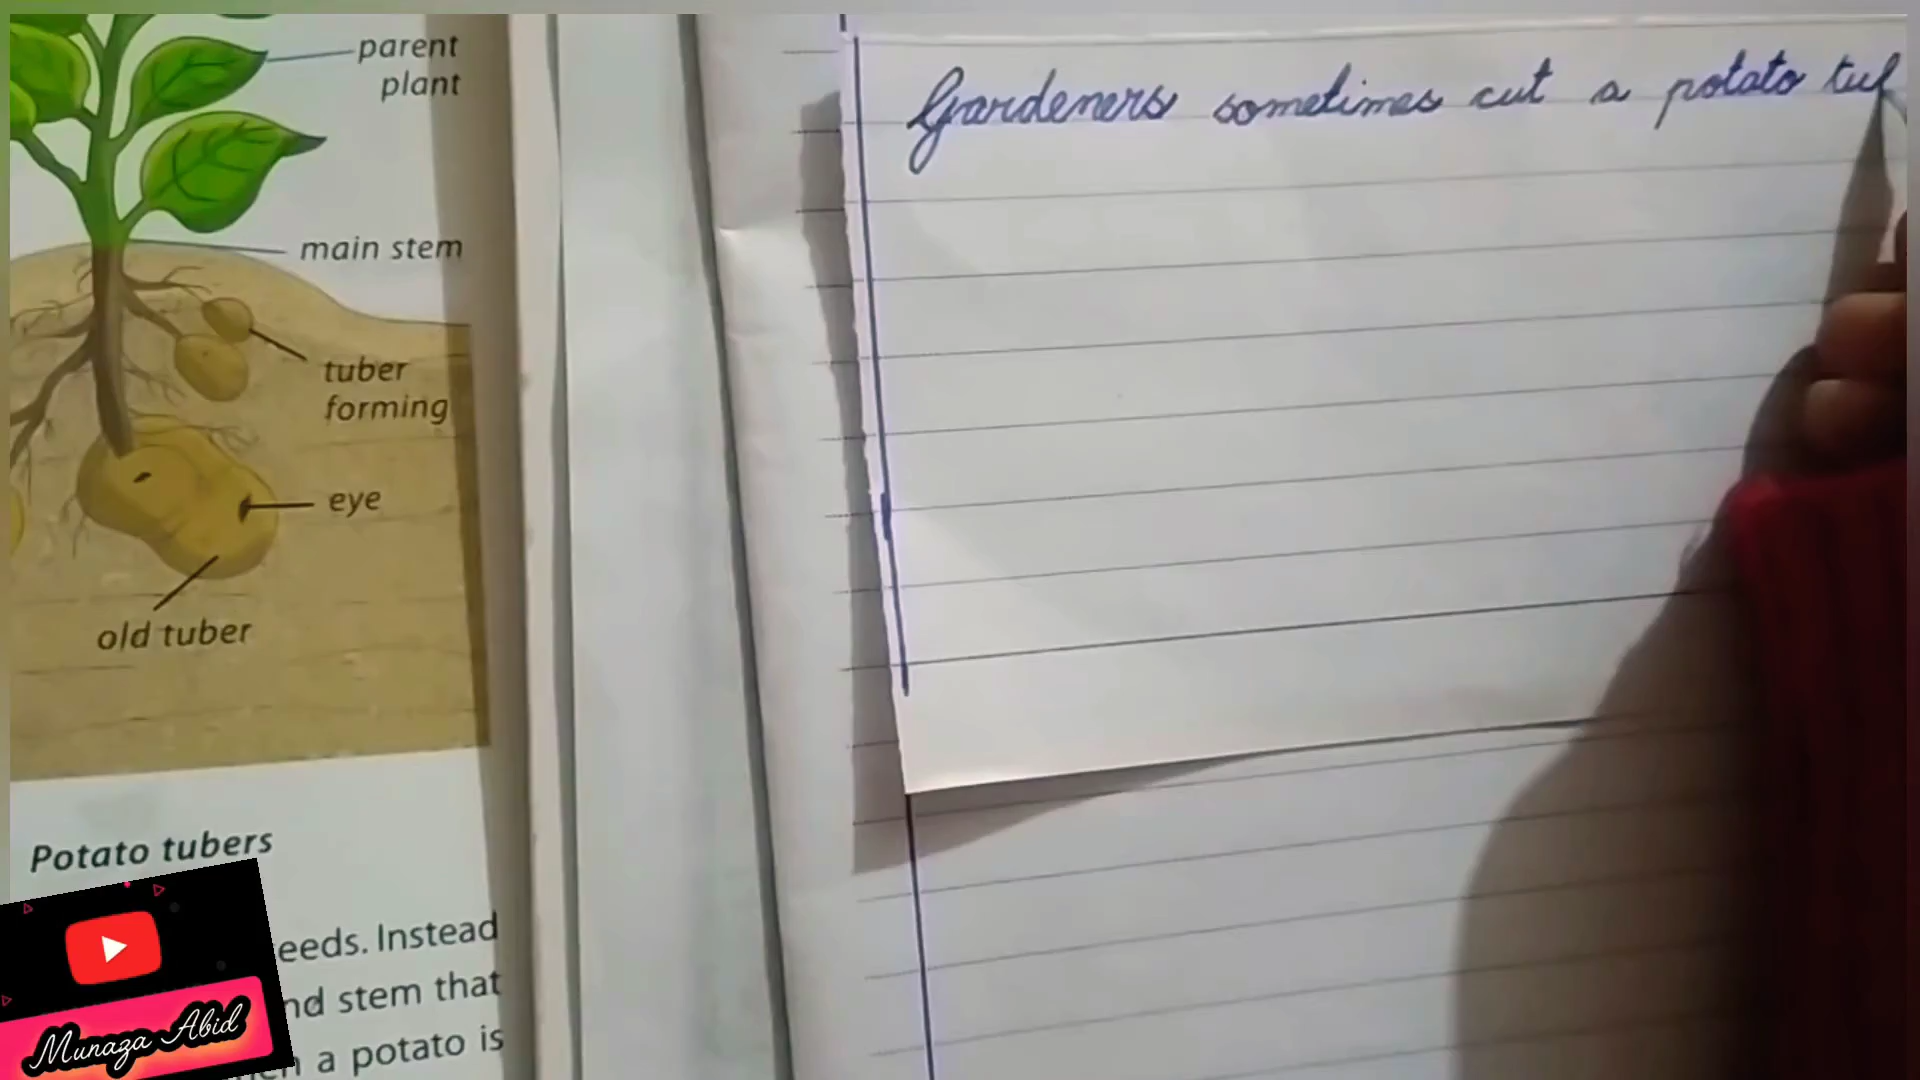 parent
plant
main stem
tuber
forming
eye
old tuber
Potato tubers
eeds. Instead
nd stem that
a potato is
Munaza Abid
Gardeners sometimes cut a potato tub